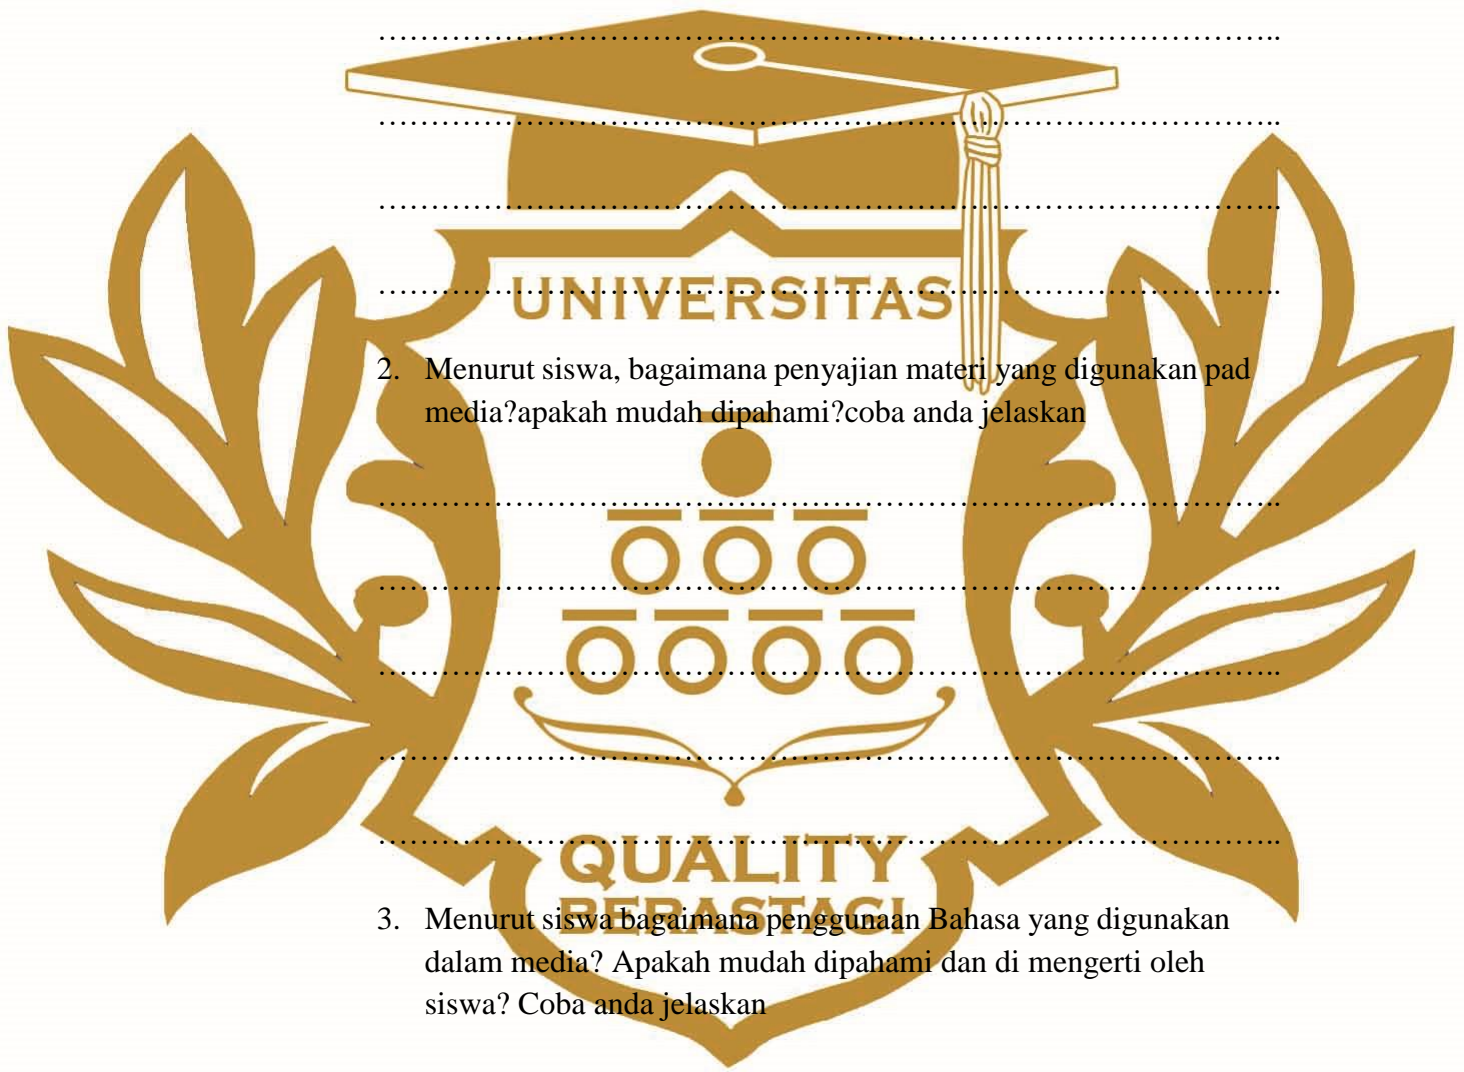 ……………………………………………………………………………..
……………………………………………………………………………..
……………………………………………………………………………..
……………………………………………………………………………..
UNIVERSITAS
2. Menurut siswa, bagaimana penyajian materi yang digunakan pad
media?apakah mudah dipahami?coba anda jelaskan
……………………………………………………………………………..
……………………………………………………………………………..
……………………………………………………………………………..
……………………………………………………………………………..
……………………………………………………………………………..
QUALITY
BERASTAGI
3. Menurut siswa bagaimana penggunaan Bahasa yang digunakan
dalam media? Apakah mudah dipahami dan di mengerti oleh
siswa? Coba anda jelaskan